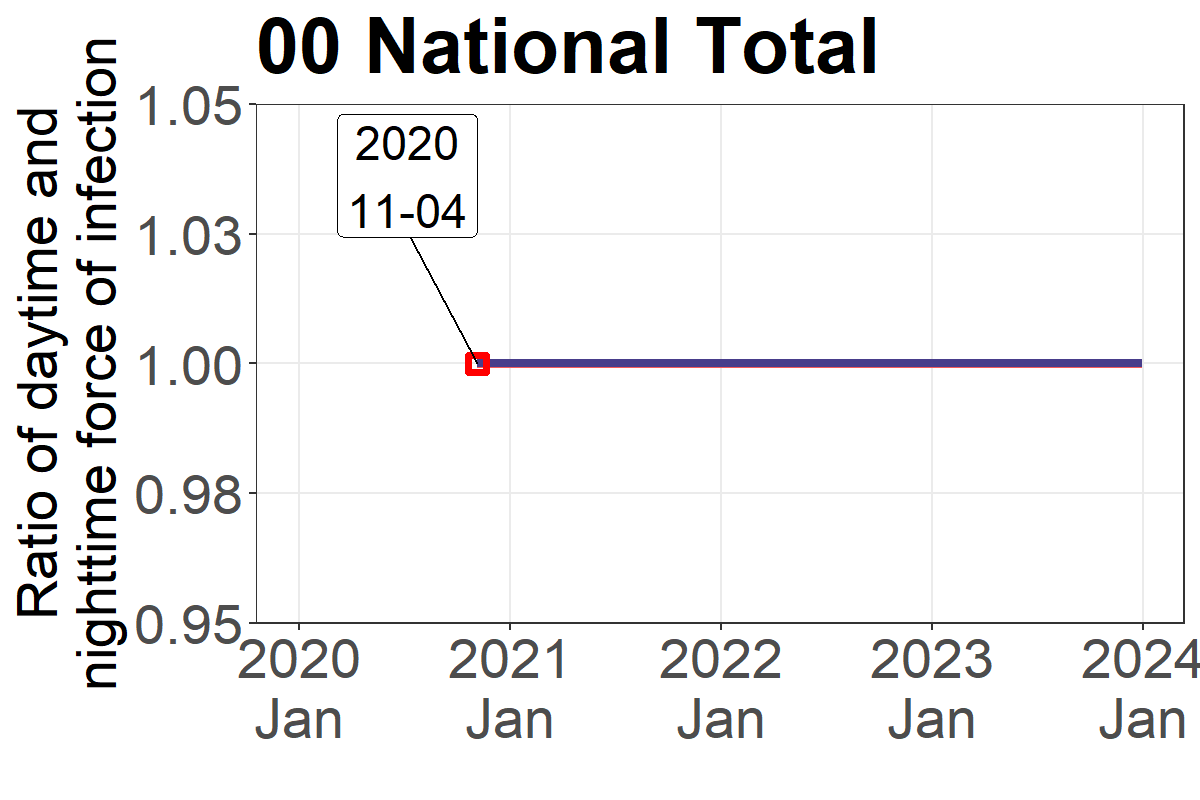 00 National Total
Ratio of daytime and
nighttime force of infection
1.05
1.03
1.00
0.98
0.95
2020
11-04
2020
Jan
2021
Jan
2022
Jan
2023
Jan
2024
Jan